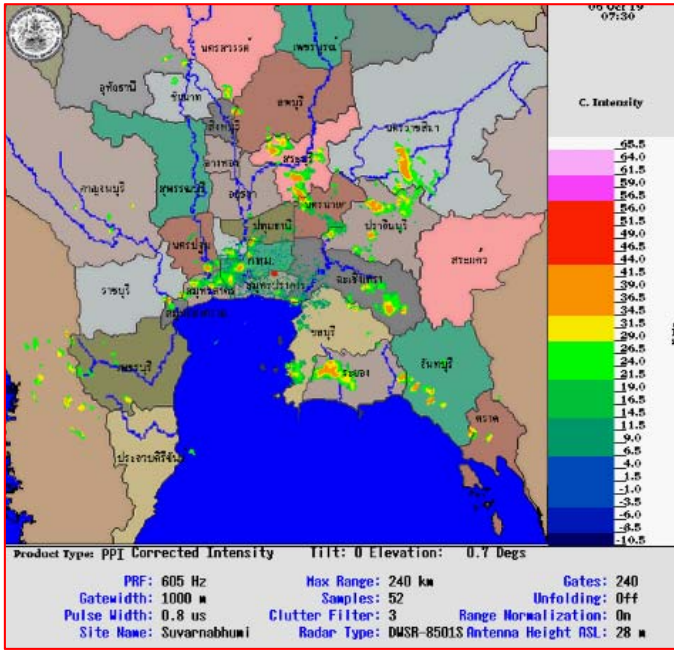 06 Oct 19
07:30
C. Intensity
นครสวรรค์
เพชรบูรณ์
อุทัยธานี
ชัยนาท
ลพบุรี
สิงห์บุรี
นครราชสีมา
อ่างทอง
สระบุรี
กาญจนบุรี
สุพรรณบุรี
อยุธยา
นครนายก
ปทุมธานี
ปราจีนบุรี
นครปฐม
กทม.
สระแก้ว
ราชบุรี
สมุทรสาคร
สมุทรปราการ
ฉะเชิงเทรา
ชลบุรี
เพชรบุรี
ระยอง
จันทบุรี
ตราด
ประจวบคีรีขันธ์
65.5
64.0
61.5
59.0
56.5
56.0
51.5
49.0
46.5
44.0
41.5
39.0
36.5
34.0
31.5
29.0
26.5
24.0
21.5
19.0
16.5
14.5
11.5
9.0
6.5
4.0
1.5
-1.0
-3.5
-6.0
-8.5
-10.5
Product Type: PPI Corrected Intensity Tilt: 0 Elevation: 0.7 Degs
PRF: 605 Hz Max Range: 240 km Gates: 240
Gatewidth: 1000 m Samples: 52 Unfolding: Off
Pulse Width: 0.8 us Clutter Filter: 3 Range Normalization: On
Site Name: Suvarnabhumi Radar Type: DWSR-8501S Antenna Height ASL: 28 m